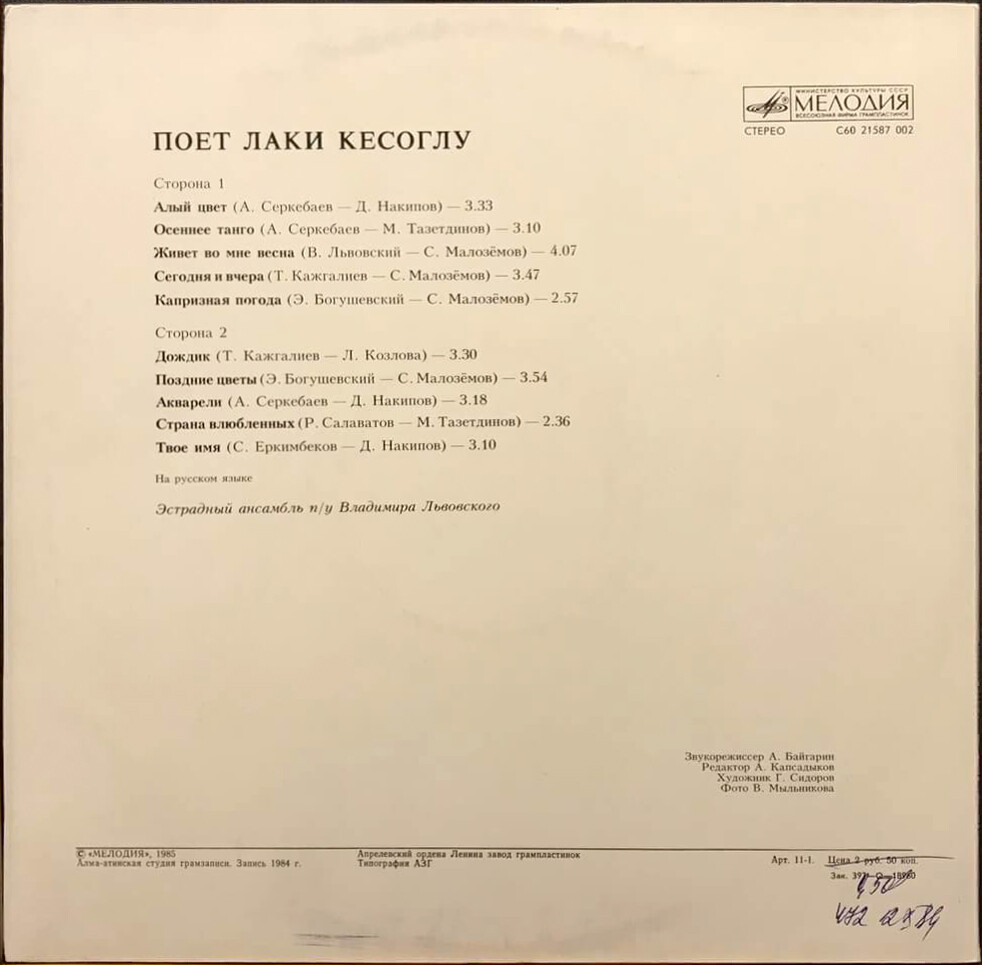 МИНИСТЕРСТВО КУЛЬТУРЫ СССР
МЕЛОДИЯ
ВСЕСОЮЗНАЯ ФИРМА ГРАМПЛАСТИНОК
СТЕРЕО С60 21587 002
ПОЕТ ЛАКИ КЕСОГЛУ
Сторона 1
Алый цвет (А. Серкебаев — Д. Накипов) — 3.33
Осеннее танго (А. Серкебаев — М. Тазетдинов) — 3.10
Живет во мне весна (В. Львовский — С. Малозёмов) — 4.07
Сегодня и вчера (Т. Кажгалиев — С. Малозёмов) — 3.47
Капризная погода (Э. Богушевский — С. Малозёмов) — 2.57
Сторона 2
Дождик (Т. Кажгалиев — Л. Козлова) — 3.30
Поздние цветы (Э. Богушевский — С. Малозёмов) — 3.54
Акварели (А. Серкебаев — Д. Накипов) — 3.18
Страна влюбленных (Р. Салаватов — М. Тазетдинов) — 2.36
Твое имя (С. Еркимбеков — Д. Накипов) — 3.10
На русском языке
Эстрадный ансамбль п/у Владимира Львовского
Звукорежиссер А. Байгарин
Редактор А. Капсадыков
Художник Г. Сидоров
Фото В. Мыльникова
© «МЕЛОДИЯ», 1985
Алма-атинская студия грамзаписи. Запись 1984 г.
Апрелевский ордена Ленина завод грампластинок
Типография АЗГ
Арт. 11-1. Цена 2 руб. 50 коп.
Зак.